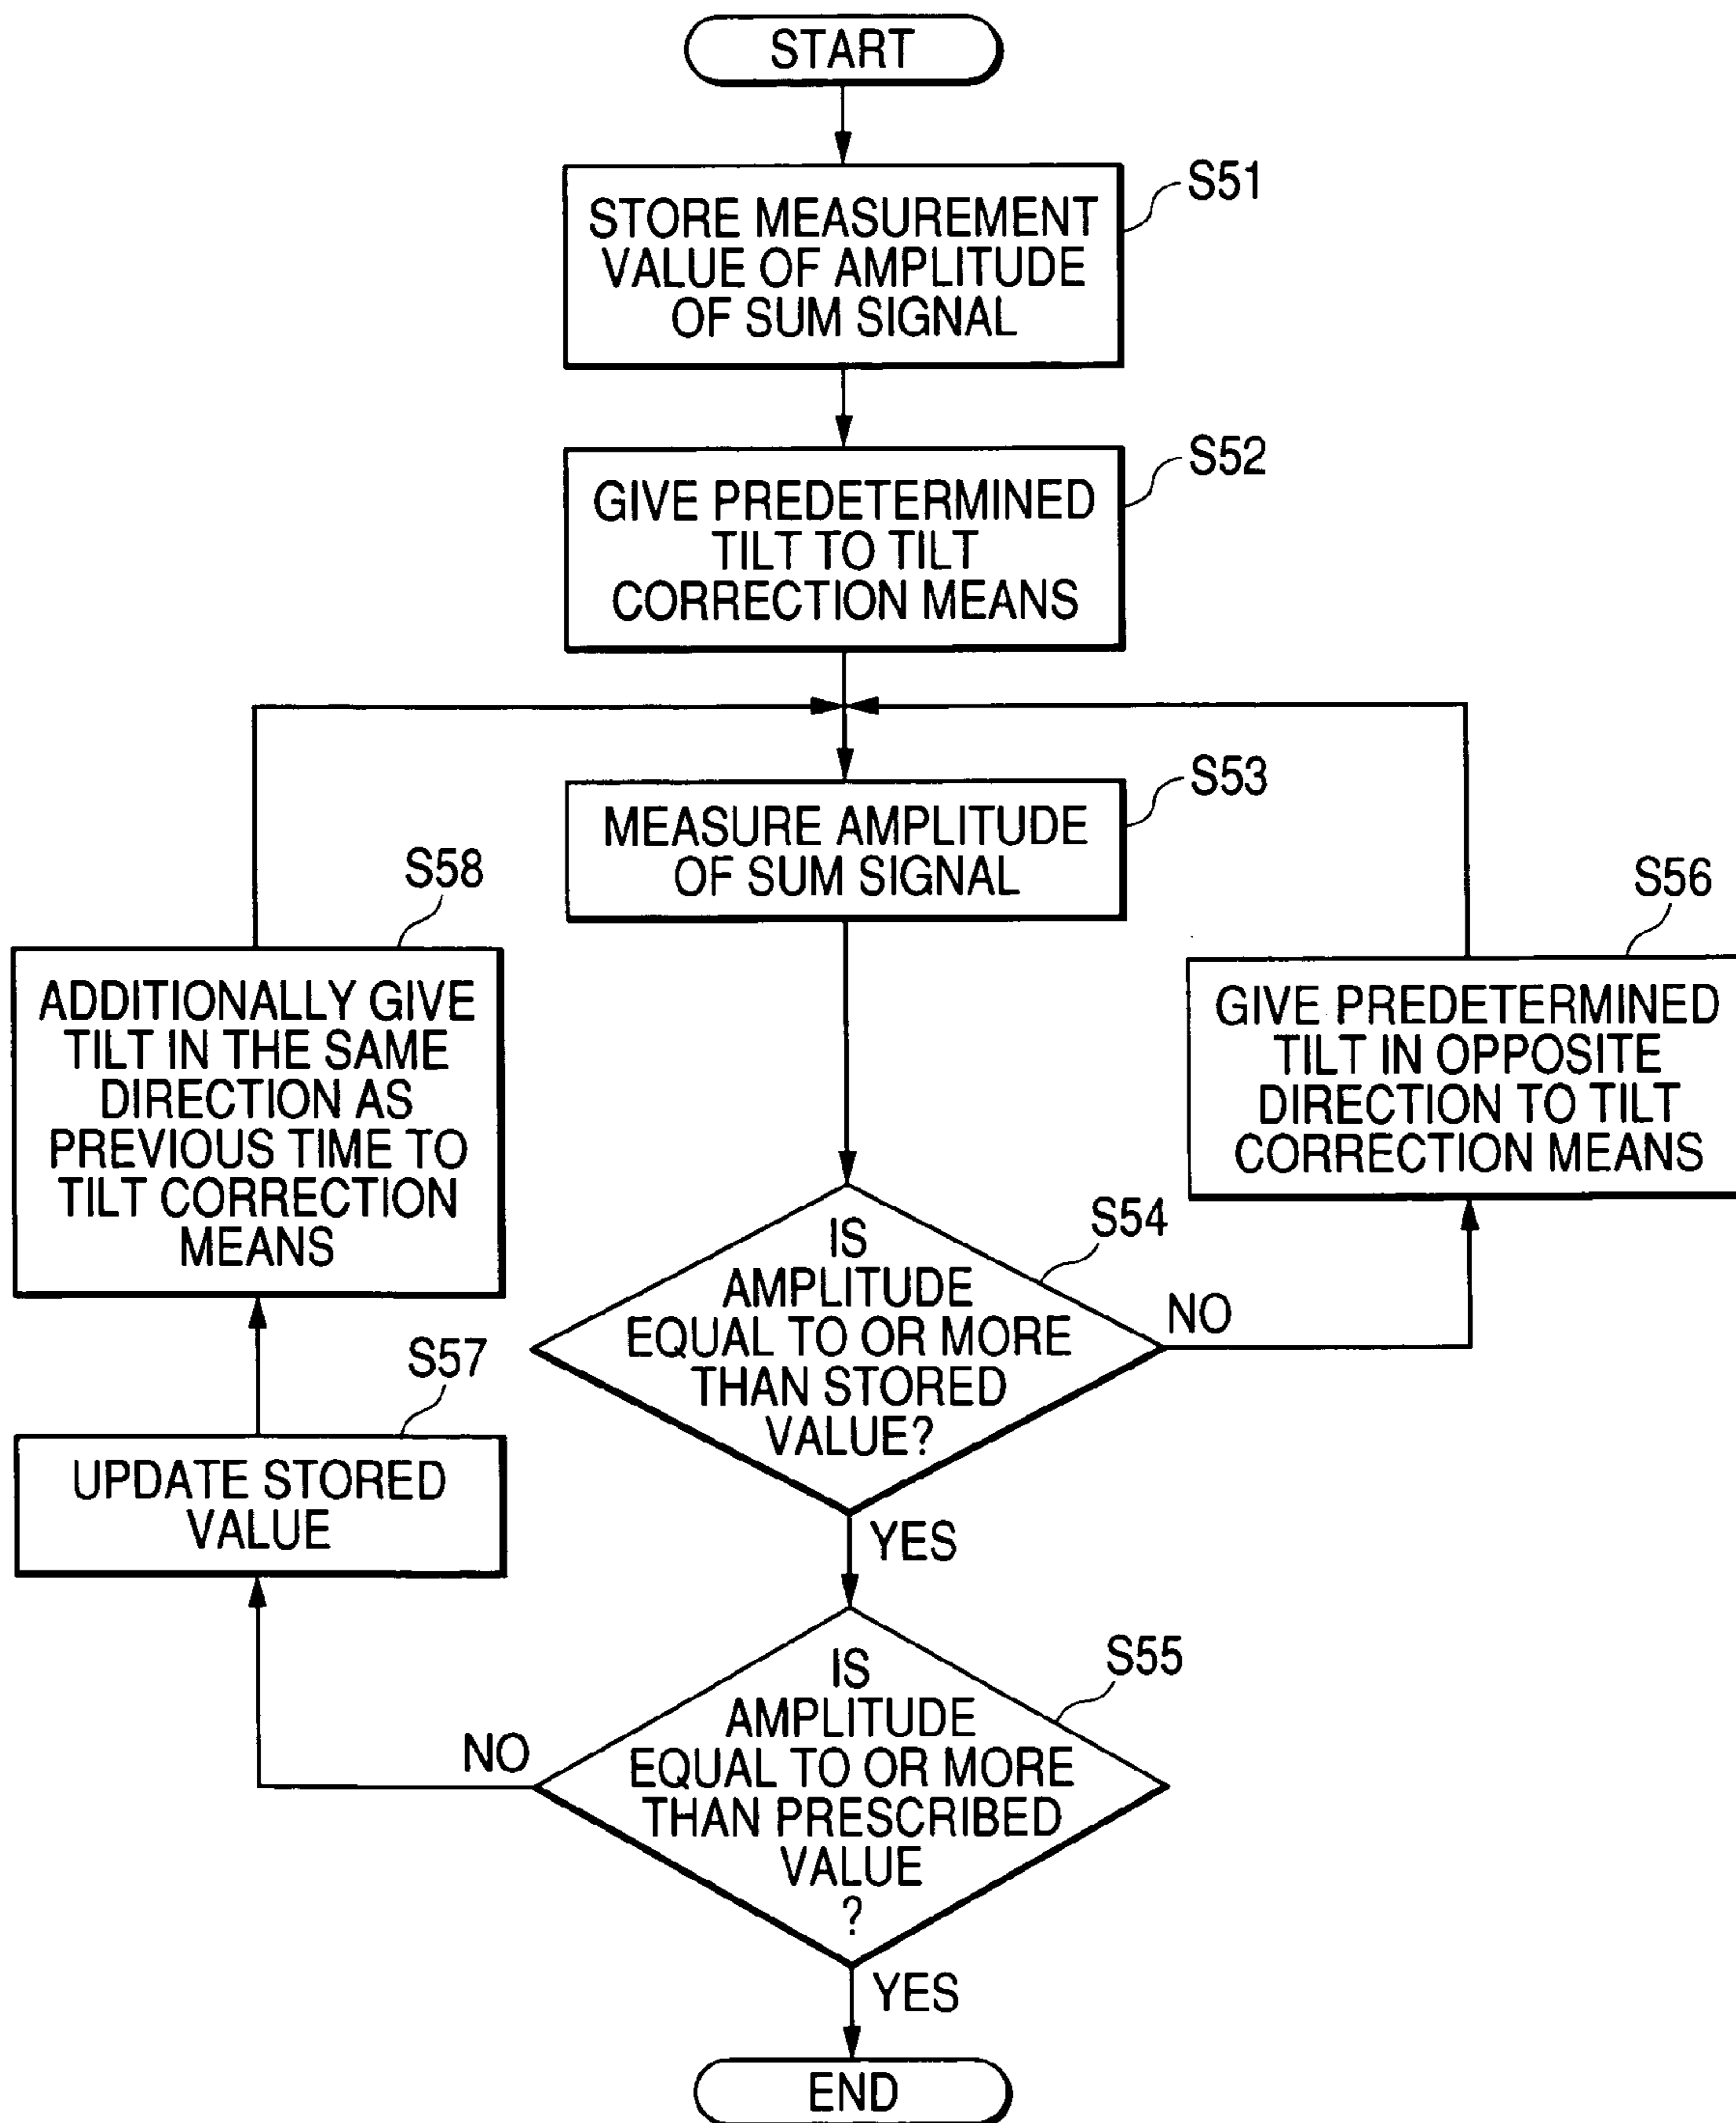 START
S51
STORE MEASUREMENT
VALUE OF AMPLITUDE
OF SUM SIGNAL
S52
GIVE PREDETERMINED
TILT TO TILT
CORRECTION MEANS
S53
MEASURE AMPLITUDE
OF SUM SIGNAL
S58
ADDITIONALLY GIVE
TILT IN THE SAME
DIRECTION AS
PREVIOUS TIME TO
TILT CORRECTION
MEANS
S56
GIVE PREDETERMINED
TILT IN OPPOSITE
DIRECTION TO TILT
CORRECTION MEANS
S54
IS
AMPLITUDE
EQUAL TO OR MORE
THAN STORED
VALUE?
NO
YES
S57
UPDATE STORED
VALUE
S55
IS
AMPLITUDE
EQUAL TO OR MORE
THAN PRESCRIBED
VALUE
?
NO
YES
END